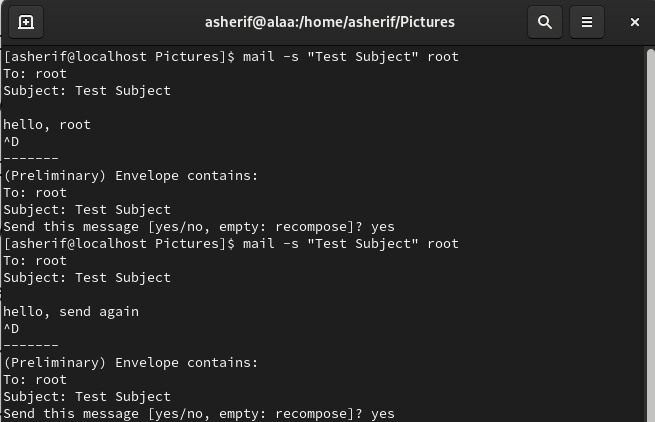 asherif@alaa:/home/asherif/Pictures
[asherif@localhost Pictures]$ mail -s "Test Subject" root
To: root
Subject: Test Subject
hello, root
^D
-------
(Preliminary) Envelope contains:
To: root
Subject: Test Subject
Send this message [yes/no, empty: recompose]? yes
[asherif@localhost Pictures]$ mail -s "Test Subject" root
To: root
Subject: Test Subject
hello, send again
^D
-------
(Preliminary) Envelope contains:
To: root
Subject: Test Subject
Send this message [yes/no, empty: recompose]? yes